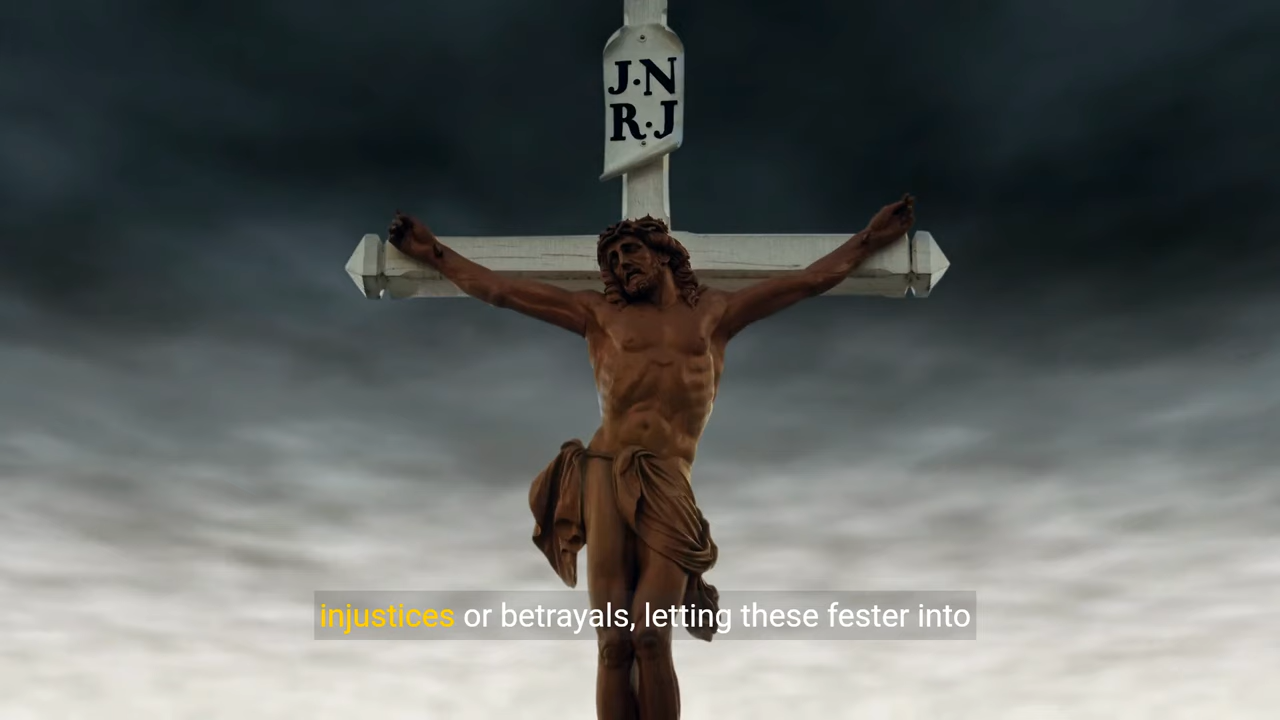 J·N
R·J
injustices or betrayals, letting these fester into